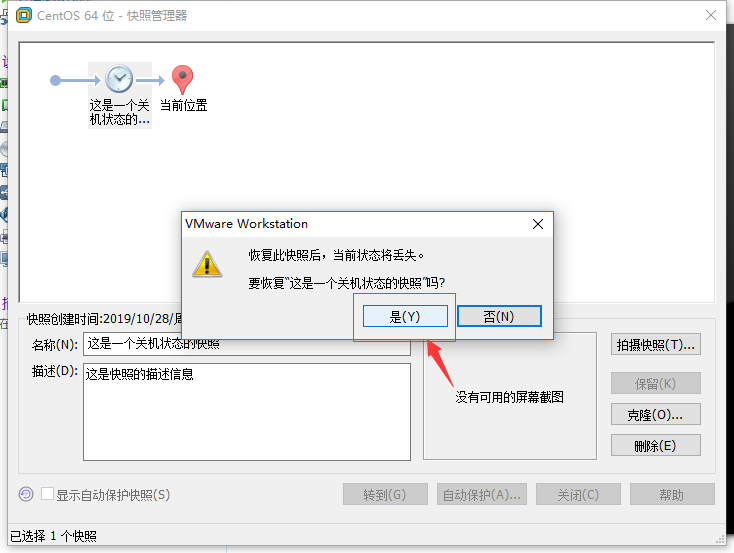 CentOS 64 位 - 快照管理器
这是一个关
机状态的...
当前位置
VMware Workstation
恢复此快照后，当前状态将丢失。
要恢复“这是一个关机状态的快照”吗?
是(Y)
否(N)
快照创建时间:2019/10/28/
名称(N):
这是一个关机状态的快照
拍摄快照(T)...
描述(D):
这是快照的描述信息
没有可用的屏幕截图
保留(K)
克隆(O)...
删除(E)
显示自动保护快照(S)
转到(G)
自动保护(A)...
关闭(C)
帮助
已选择 1 个快照